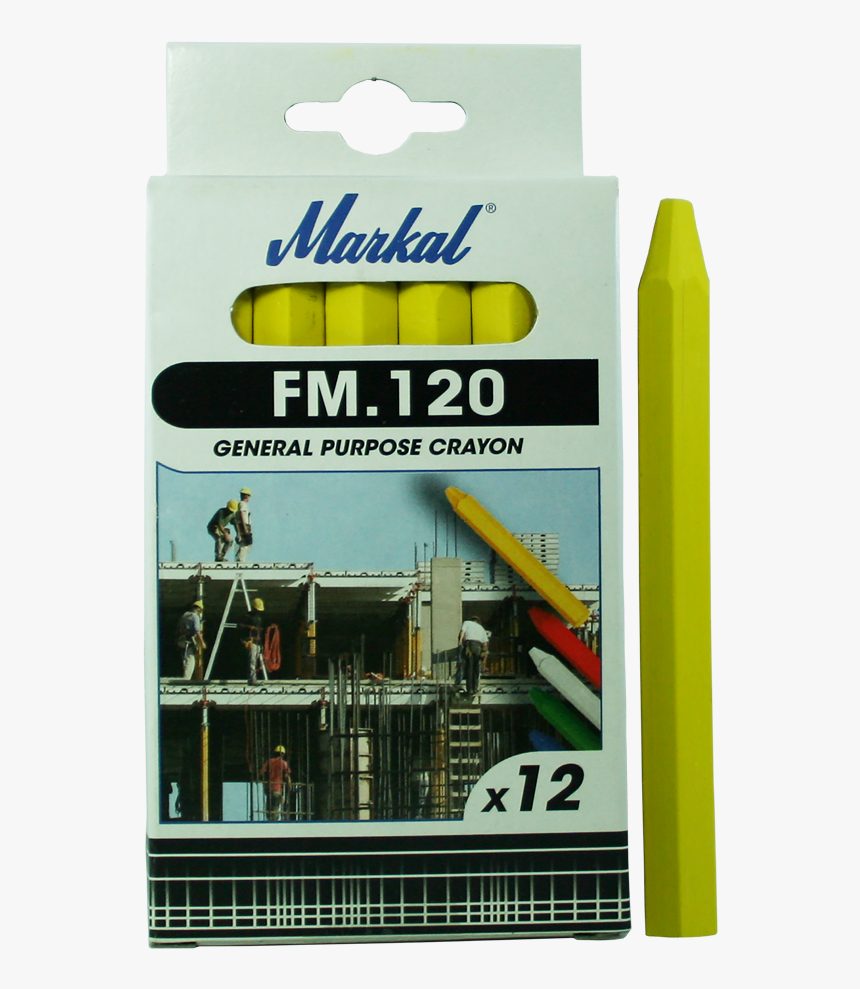 Markal®
FM.120
GENERAL PURPOSE CRAYON
x12